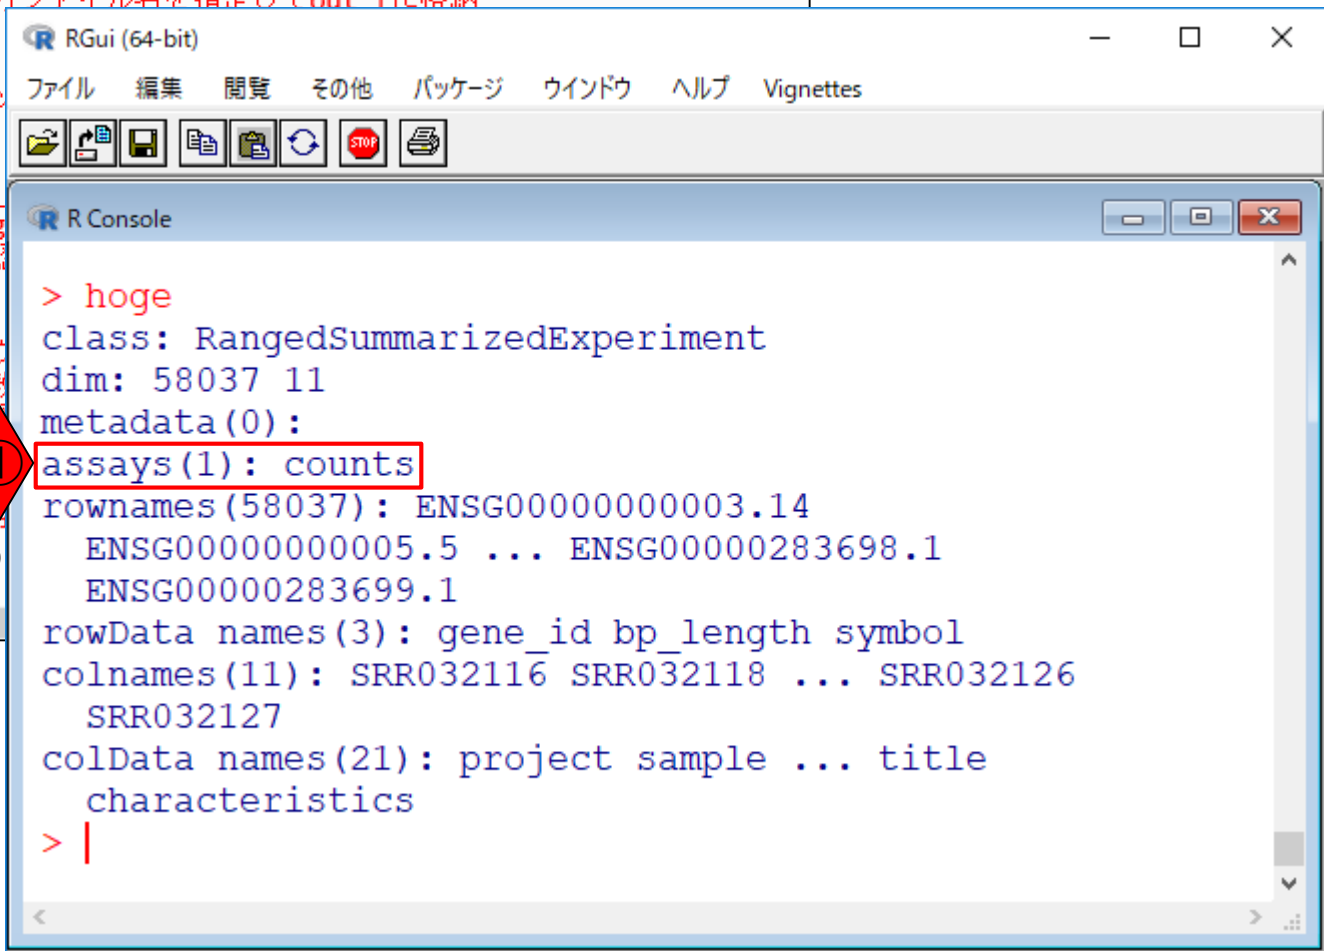 RGui (64-bit)
ファイル 編集 閲覧 その他 パッケージ ウインドウ ヘルプ Vignettes
STOP
R Console
> hoge
class: RangedSummarizedExperiment
dim: 58037 11
metadata(0):
assays(1): counts
rownames(58037): ENSG00000000003.14
ENSG00000000005.5 ... ENSG00000283698.1
ENSG00000283699.1
rowData names(3): gene_id bp_length symbol
colnames(11): SRR032116 SRR032118 ... SRR032126
SRR032127
colData names(21): project sample ... title
characteristics
>